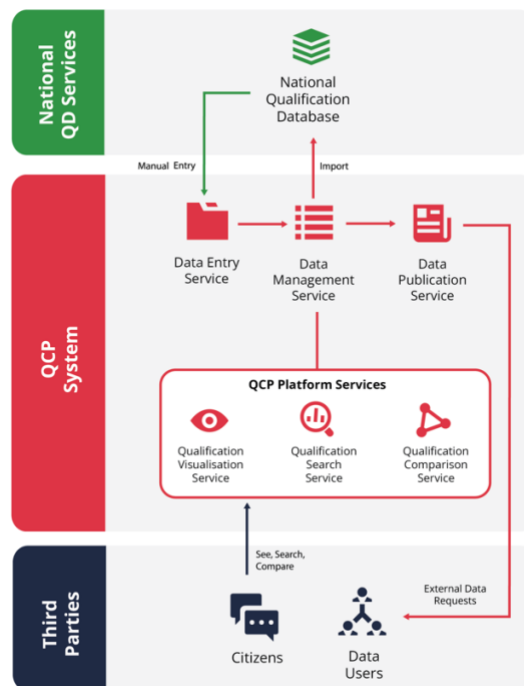 National
QD Services
National
Qualification
Database
Manual Entry
Import
QCP
System
Data Entry
Service
Data
Management
Service
Data
Publication
Service
QCP Platform Services
Qualification
Visualisation
Service
Qualification
Search
Service
Qualification
Comparison
Service
Third
Parties
See, Search,
Compare
External Data
Requests
Citizens
Data
Users